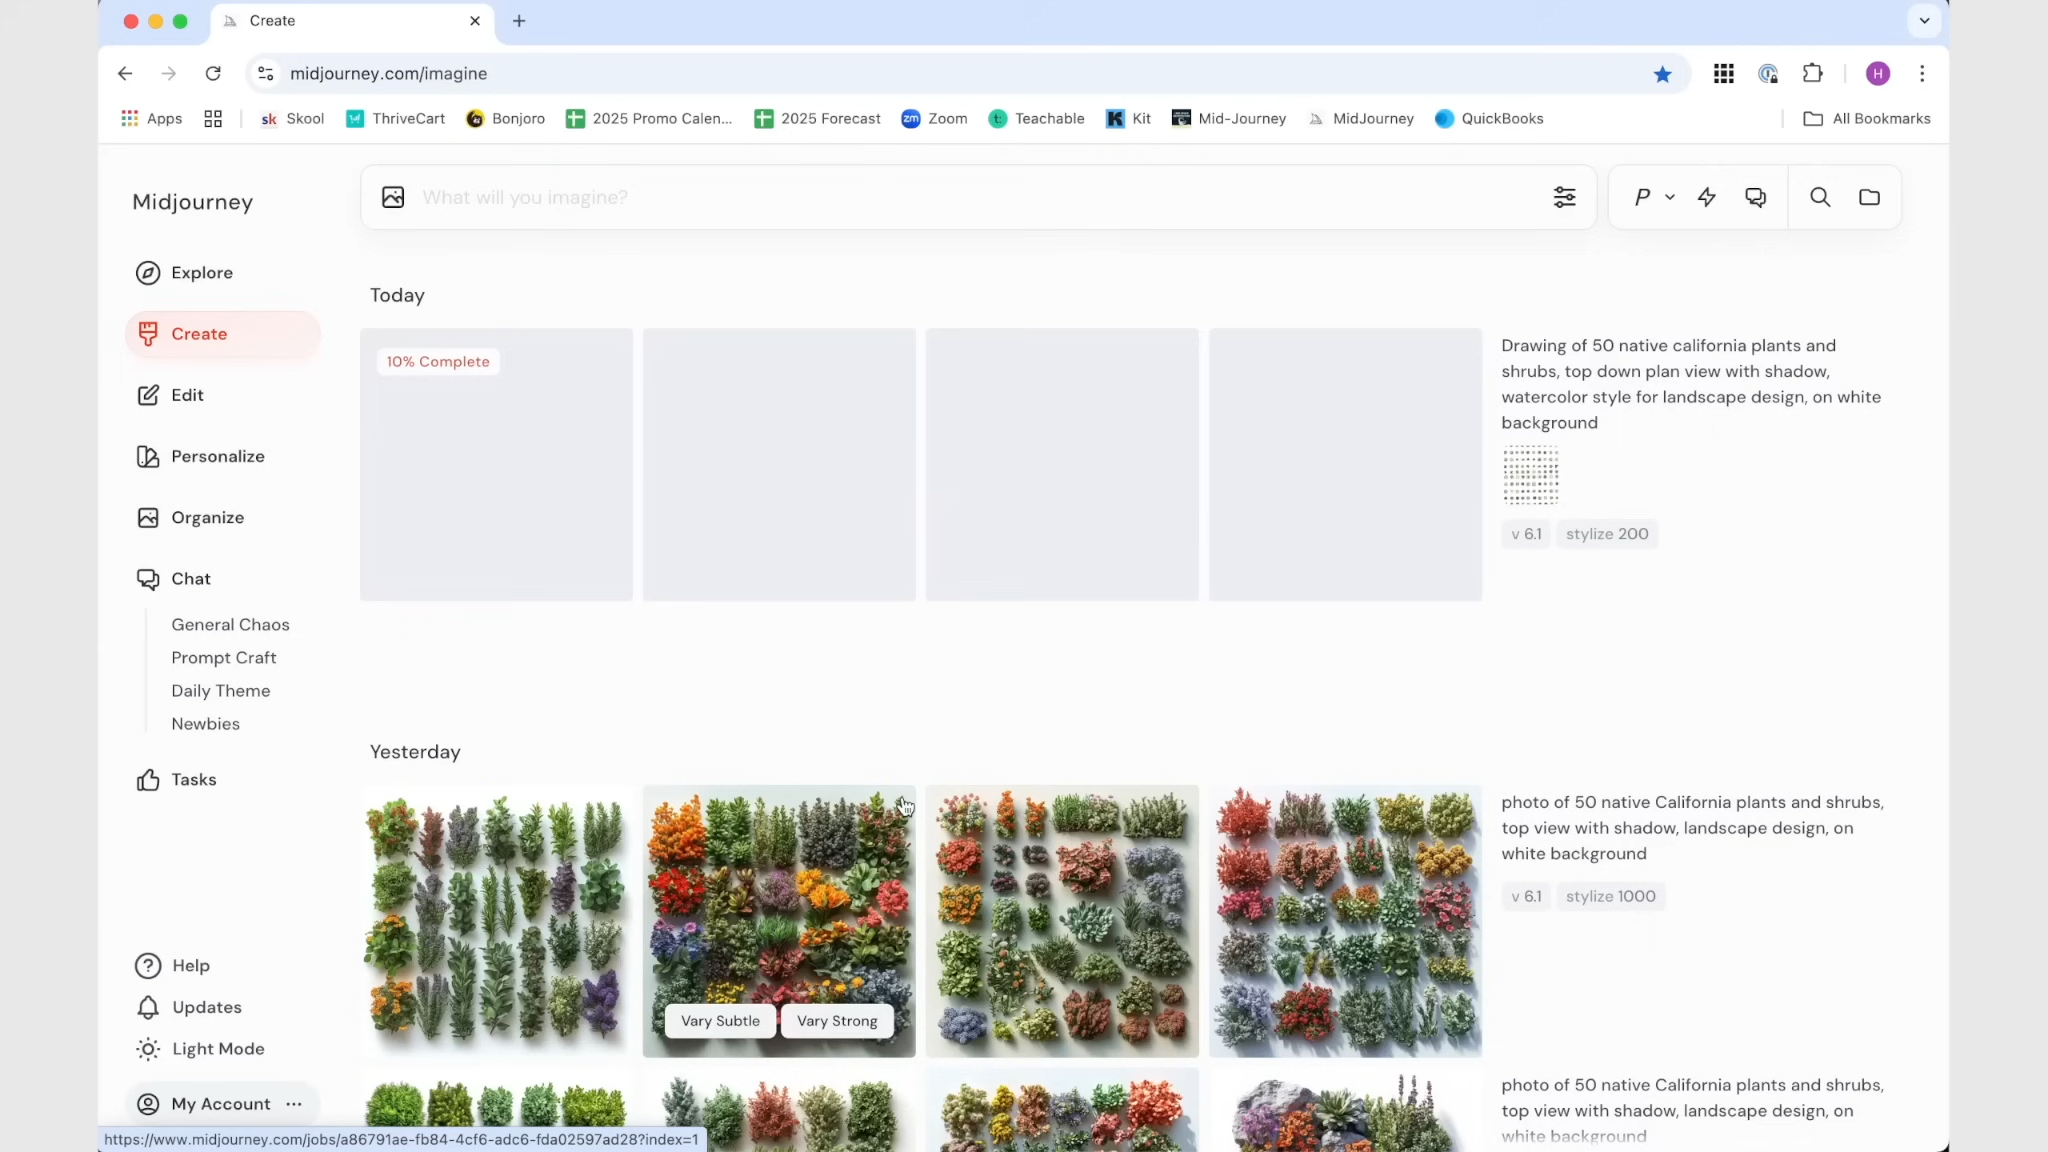 Create
midjourney.com/imagine
H
Apps
sk Skool
ThriveCart
Bonjoro
2025 Promo Calen...
2025 Forecast
zm Zoom
t: Teachable
K Kit
Mid-Journey
MidJourney
QuickBooks
All Bookmarks
Midjourney
What will you imagine?
P
Explore
Create
Edit
Personalize
Organize
Chat
General Chaos
Prompt Craft
Daily Theme
Newbies
Tasks
Help
Updates
Light Mode
My Account ...
Today
10% Complete
Drawing of 50 native california plants and
shrubs, top down plan view with shadow,
watercolor style for landscape design, on white
background
v 6.1 stylize 200
Yesterday
Vary Subtle Vary Strong
photo of 50 native California plants and shrubs,
top view with shadow, landscape design, on
white background
v 6.1 stylize 1000
photo of 50 native California plants and shrubs,
top view with shadow, landscape design, on
white background
https://www.midjourney.com/jobs/a86791ae-fb84-4cf6-adc6-fda02597ad28?index=1